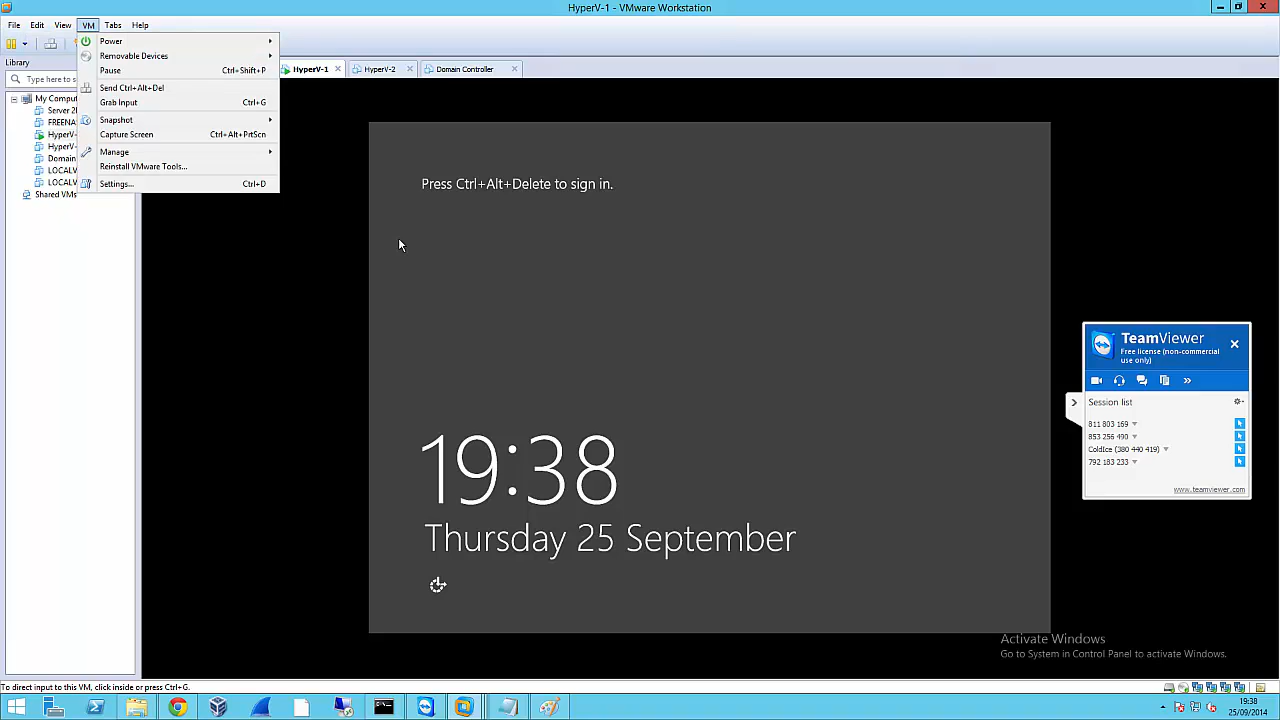 HyperV-1 - VMware Workstation
File Edit View VM Tabs Help
Library
Type here to s
My Comput
Server 2
FREENA
HyperV-
HyperV-
Domain
LOCALV
LOCALV
Shared VMs
Power
Removable Devices
Pause Ctrl+Shift+P
Send Ctrl+Alt+Del
Grab Input Ctrl+G
Snapshot
Capture Screen Ctrl+Alt+PrtScn
Manage
Reinstall VMware Tools...
Settings... Ctrl+D
HyperV-1 HyperV-2 Domain Controller
Press Ctrl+Alt+Delete to sign in.
19:38
Thursday 25 September
TeamViewer
Free license (non-commercial
use only)
Session list
811 803 169
853 256 490
ColdIce (380 440 419)
792 183 233
www.teamviewer.com
Activate Windows
Go to System in Control Panel to activate Windows.
To direct input to this VM, click inside or press Ctrl+G.
19:38
25/09/2014